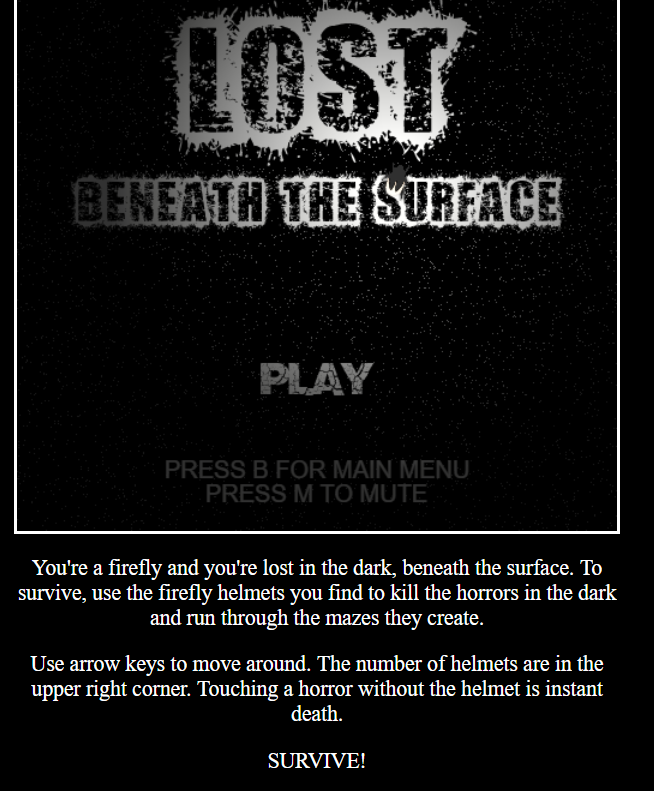 LOST
BENEATH THE SURFACE
PLAY
PRESS B FOR MAIN MENU
PRESS M TO MUTE
You're a firefly and you're lost in the dark, beneath the surface. To
survive, use the firefly helmets you find to kill the horrors in the dark
and run through the mazes they create.
Use arrow keys to move around. The number of helmets are in the
upper right corner. Touching a horror without the helmet is instant
death.
SURVIVE!